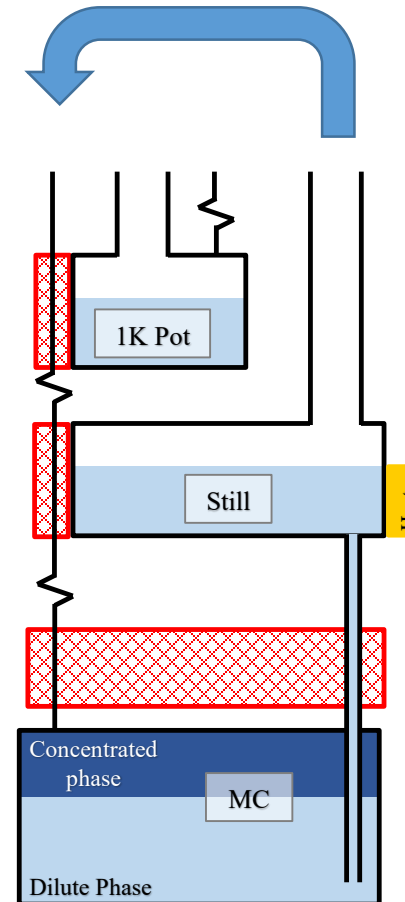 1K Pot
Still
Concentrated
phase
MC
Dilute Phase